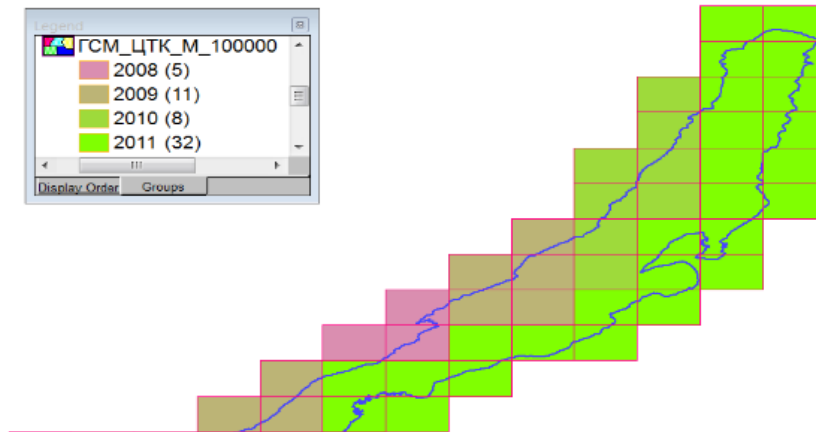 Legend
ГСМ_ЦТК_М_100000
2008 (5)
2009 (11)
2010 (8)
2011 (32)
Display Order Groups